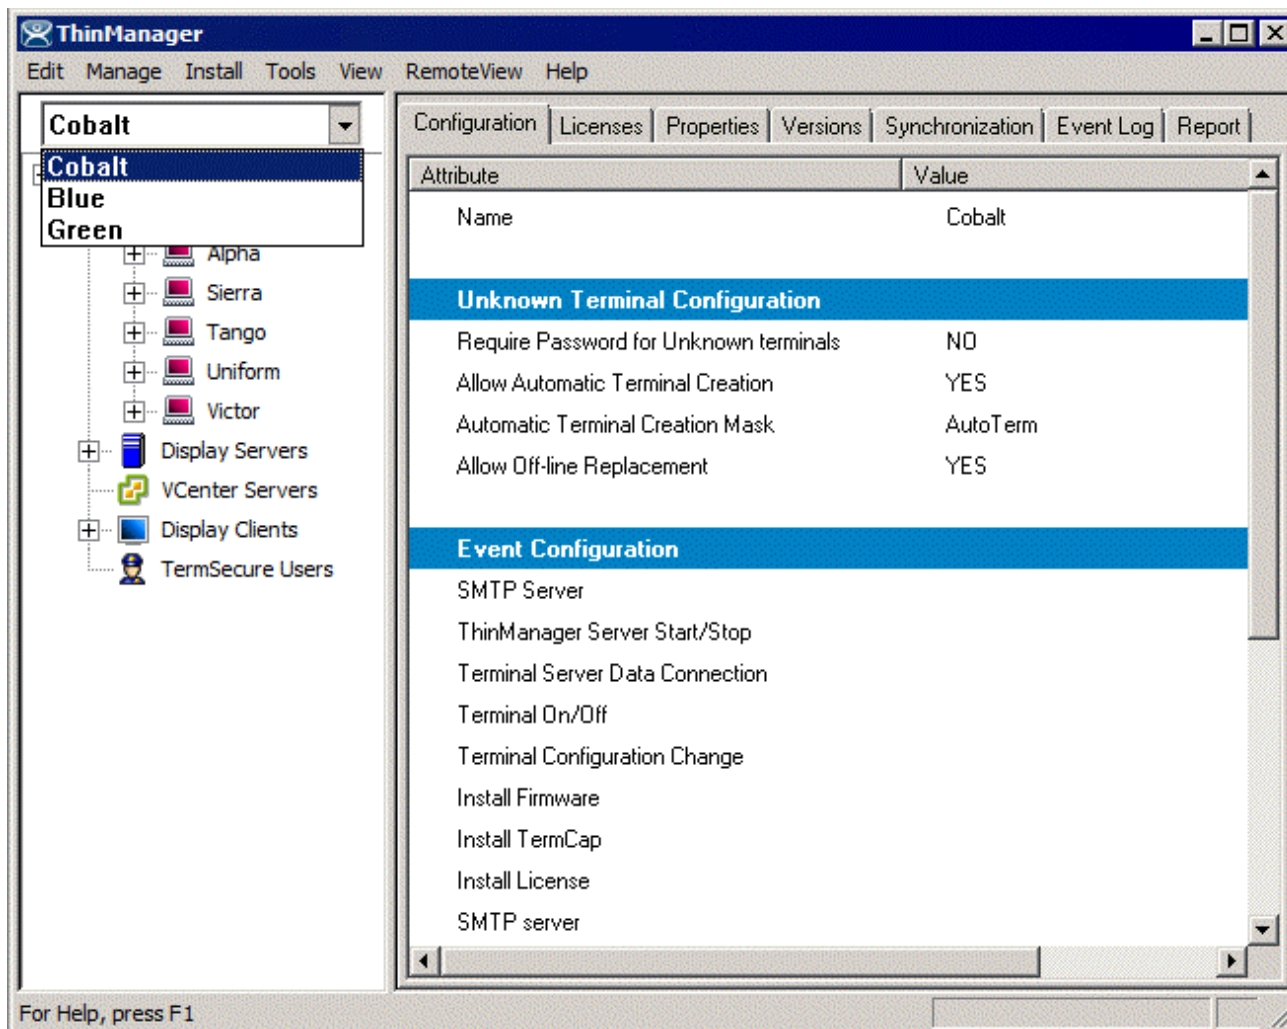 ThinManager
Edit Manage Install Tools View RemoteView Help
Cobalt
Cobalt
Blue
Green
Alpha
Sierra
Tango
Uniform
Victor
Display Servers
VCenter Servers
Display Clients
TermSecure Users
Configuration Licenses Properties Versions Synchronization Event Log Report
Attribute Value
Name Cobalt
Unknown Terminal Configuration
Require Password for Unknown terminals NO
Allow Automatic Terminal Creation YES
Automatic Terminal Creation Mask AutoTerm
Allow Off-line Replacement YES
Event Configuration
SMTP Server
ThinManager Server Start/Stop
Terminal Server Data Connection
Terminal On/Off
Terminal Configuration Change
Install Firmware
Install TermCap
Install License
SMTP server
For Help, press F1